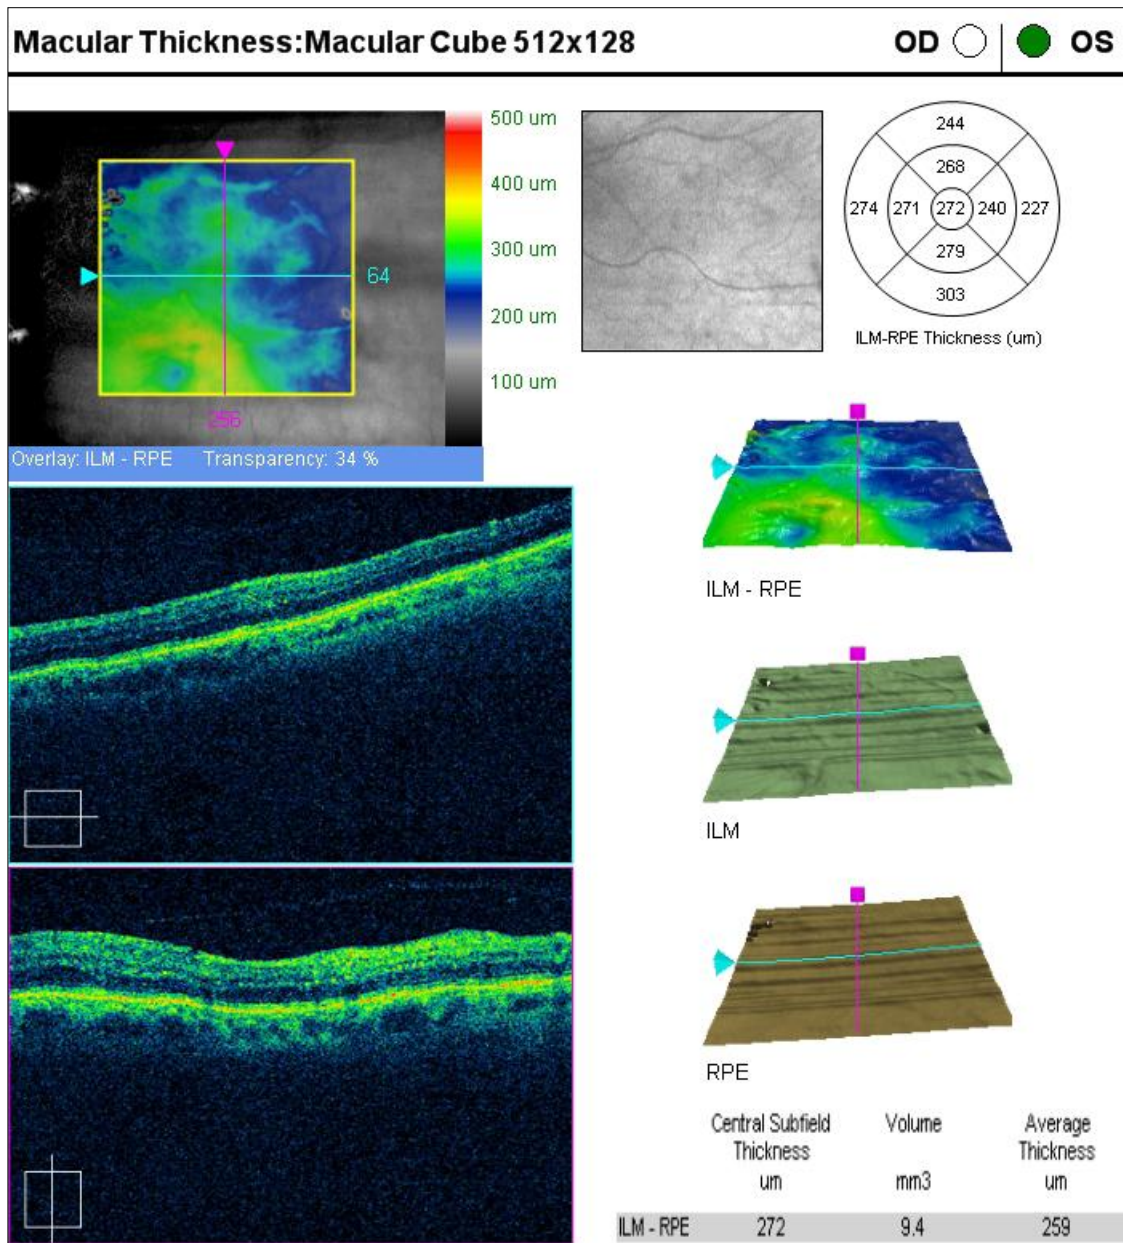 Macular Thickness:Macular Cube 512x128
OD OS
500 um
400 um
300 um
200 um
100 um
64
256
Overlay: ILM - RPE Transparency: 34 %
244
268
274 271 272 240 227
279
303
ILM-RPE Thickness (um)
ILM - RPE
ILM
RPE
Central Subfield Thickness um
Volume mm3
Average Thickness um
ILM - RPE 272 9.4 259